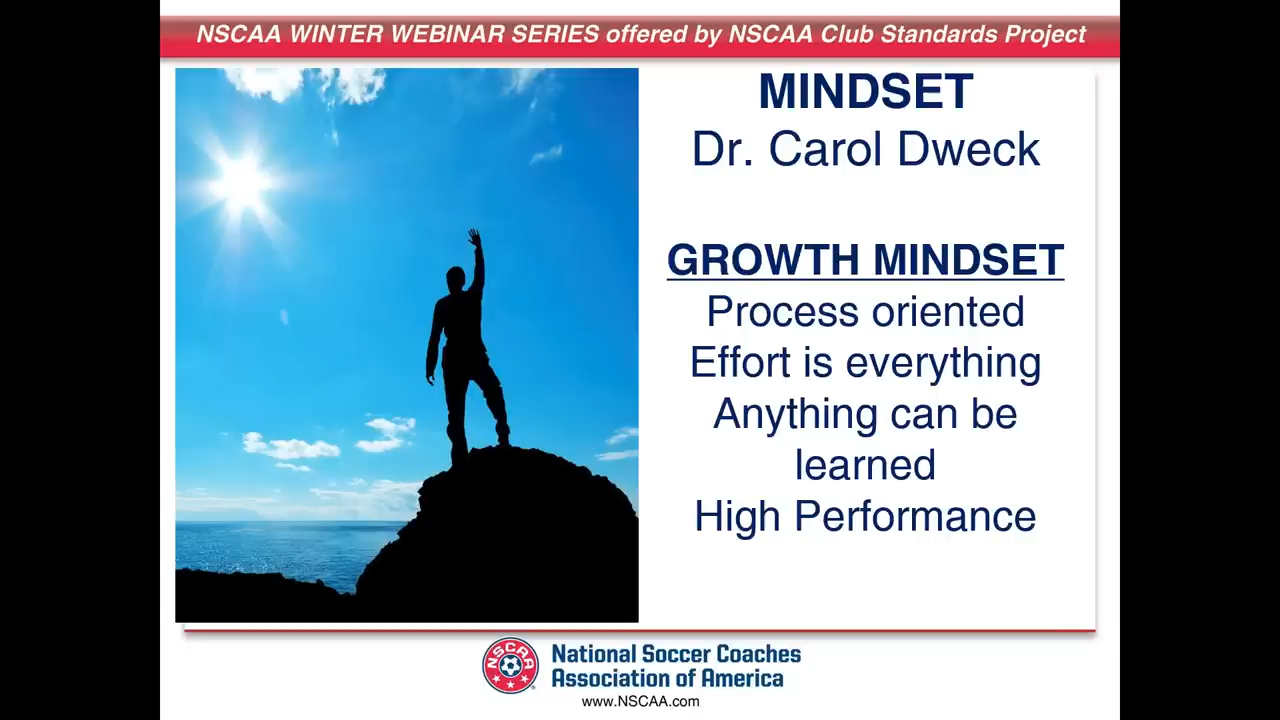 NSCAA WINTER WEBINAR SERIES offered by NSCAA Club Standards Project
MINDSET
Dr. Carol Dweck
GROWTH MINDSET
Process oriented
Effort is everything
Anything can be
learned
High Performance
NSCAA
National Soccer Coaches
Association of America
www.NSCAA.com